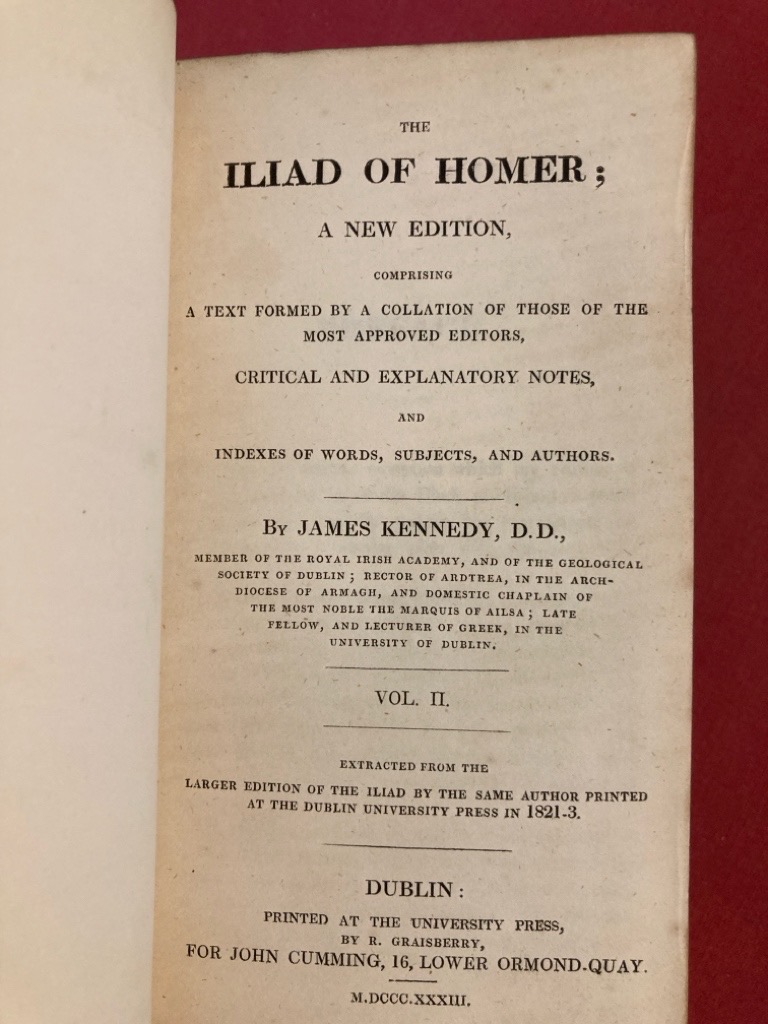 THE
ILIAD OF HOMER;
A NEW EDITION,
COMPRISING
A TEXT FORMED BY A COLLATION OF THOSE OF THE
MOST APPROVED EDITORS,
CRITICAL AND EXPLANATORY NOTES,
AND
INDEXES OF WORDS, SUBJECTS, AND AUTHORS.
By JAMES KENNEDY, D.D.,
MEMBER OF THE ROYAL IRISH ACADEMY, AND OF THE GEOLOGICAL
SOCIETY OF DUBLIN; RECTOR OF ARDTREA, IN THE ARCH-
DIOCESE OF ARMAGH, AND DOMESTIC CHAPLAIN OF
THE MOST NOBLE THE MARQUIS OF AILSA; LATE
FELLOW, AND LECTURER OF GREEK, IN THE
UNIVERSITY OF DUBLIN.
VOL. II.
EXTRACTED FROM THE
LARGER EDITION OF THE ILIAD BY THE SAME AUTHOR PRINTED
AT THE DUBLIN UNIVERSITY PRESS IN 1821-3.
DUBLIN:
PRINTED AT THE UNIVERSITY PRESS,
BY R. GRAISBERRY,
FOR JOHN CUMMING, 16, LOWER ORMOND-QUAY.
M.DCCC.XXXIII.